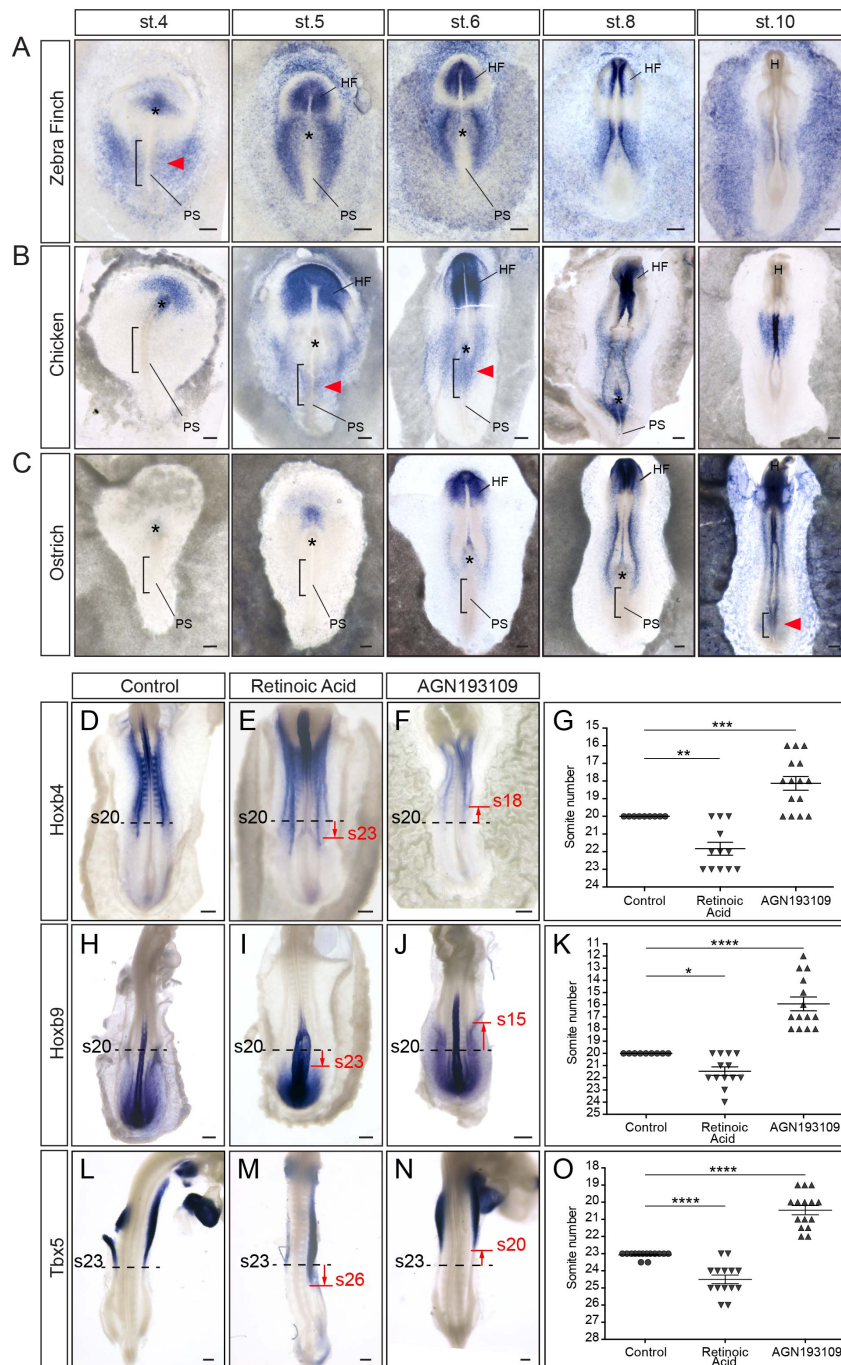 st.4 st.5 st.6 st.8 st.10
A
Zebra Finch
*
PS
HF
*
PS
HF
*
PS
HF
H
B
Chicken
*
PS
HF
*
PS
HF
*
PS
HF
*
PS
H
C
Ostrich
*
PS
*
PS
HF
*
PS
HF
*
PS
H
Control Retinoic Acid AGN193109
Hoxb4
D
s20
E
s20
s23
F
s18
s20
G
Somite number
15
16
17
18
19
20
21
22
23
24
***
**
Control Retinoic Acid AGN193109
Hoxb9
H
s20
I
s20
s23
J
s15
s20
K
Somite number
11
12
13
14
15
16
17
18
19
20
21
22
23
24
25
****
*
Control Retinoic Acid AGN193109
Tbx5
L
s23
M
s23
s26
N
s20
s23
O
Somite number
18
19
20
21
22
23
24
25
26
27
28
****
****
Control Retinoic Acid AGN193109